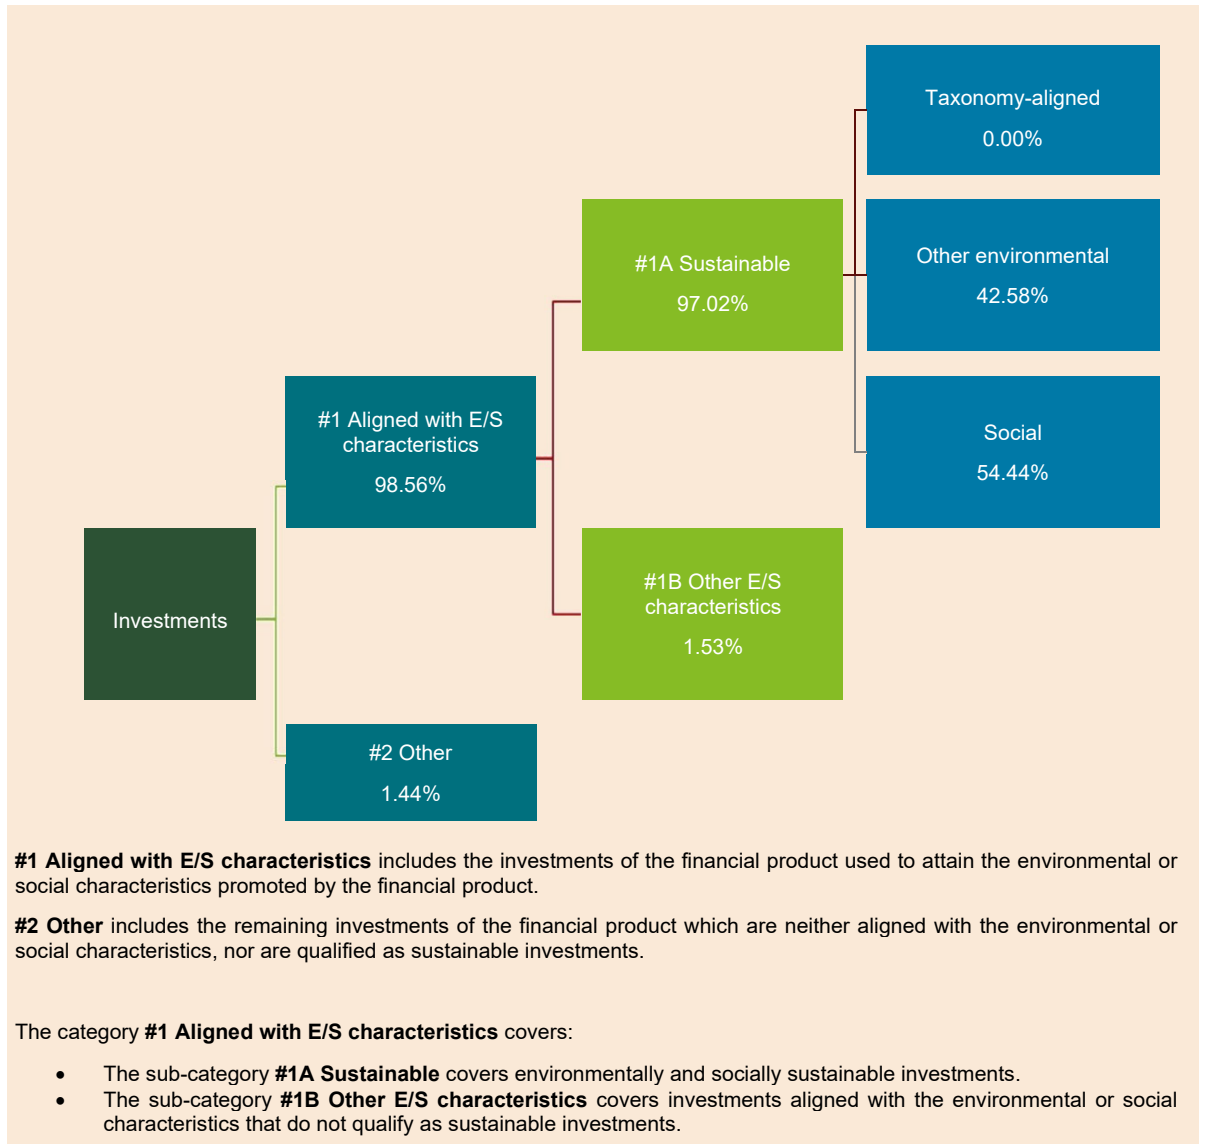 Taxonomy-aligned
0.00%
#1A Sustainable
97.02%
Other environmental
42.58%
#1 Aligned with E/S
characteristics
98.56%
Social
54.44%
Investments
#1B Other E/S
characteristics
1.53%
#2 Other
1.44%
#1 Aligned with E/S characteristics includes the investments of the financial product used to attain the environmental or
social characteristics promoted by the financial product.
#2 Other includes the remaining investments of the financial product which are neither aligned with the environmental or
social characteristics, nor are qualified as sustainable investments.
The category #1 Aligned with E/S characteristics covers:
• The sub-category #1A Sustainable covers environmentally and socially sustainable investments.
• The sub-category #1B Other E/S characteristics covers investments aligned with the environmental or social
characteristics that do not qualify as sustainable investments.